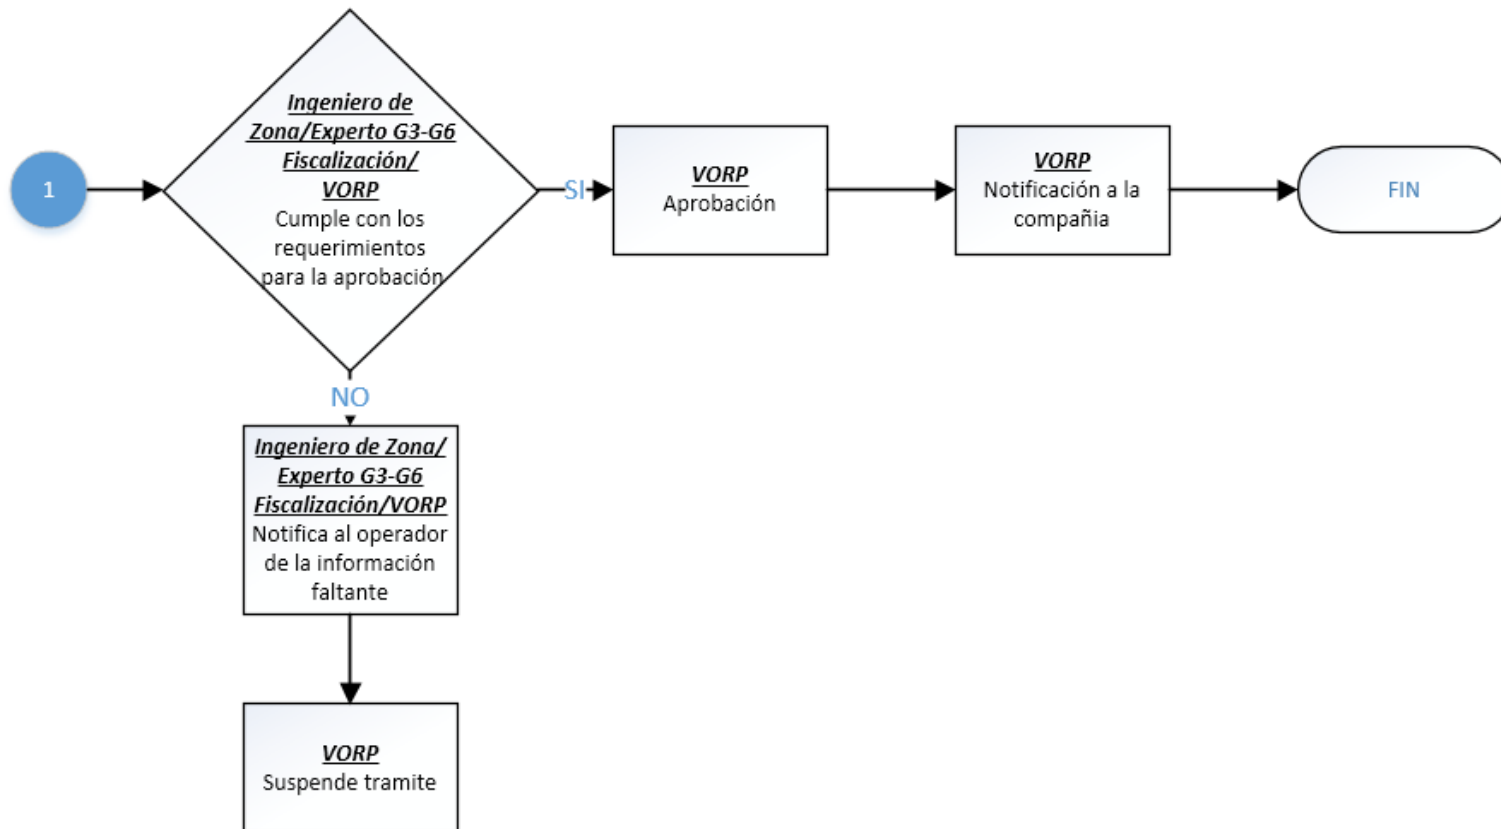 1
Ingeniero de
Zona/Experto G3-G6
Fiscalización/
VORP
Cumple con los
requerimientos
para la aprobación
SI
VORP
Aprobación
VORP
Notificación a la
compañia
FIN
NO
Ingeniero de Zona/
Experto G3-G6
Fiscalización/VORP
Notifica al operador
de la información
faltante
VORP
Suspende tramite